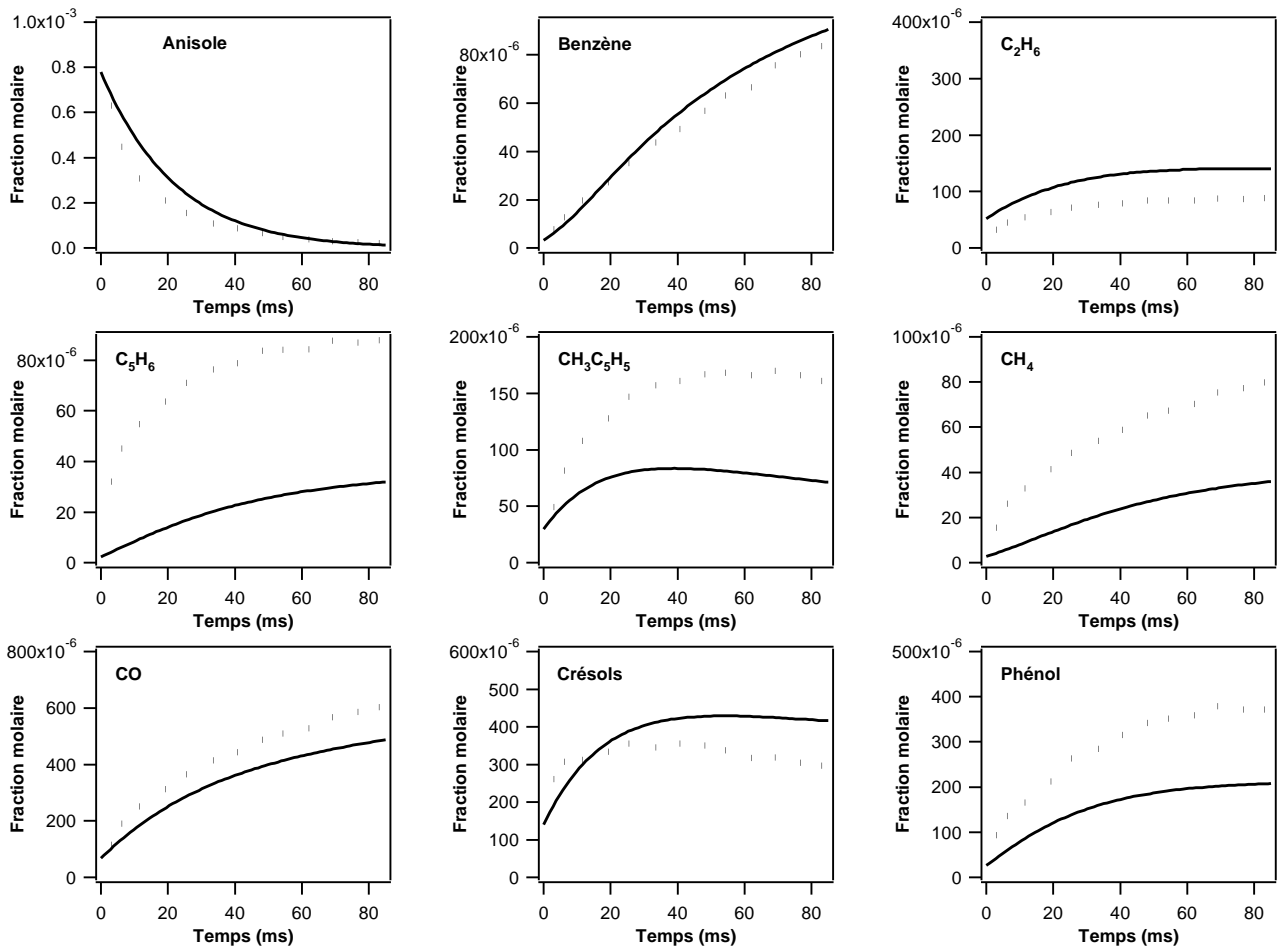 Anisole
Fraction molaire
1.0x10-3
0.8
0.6
0.4
0.2
0.0
0 20 40 60 80
Temps (ms)
Benzène
Fraction molaire
80x10-6
60
40
20
0
0 20 40 60 80
Temps (ms)
C2H6
Fraction molaire
400x10-6
300
200
100
0
0 20 40 60 80
Temps (ms)
C5H6
Fraction molaire
80x10-6
60
40
20
0
0 20 40 60 80
Temps (ms)
CH3C5H5
Fraction molaire
200x10-6
150
100
50
0
0 20 40 60 80
Temps (ms)
CH4
Fraction molaire
100x10-6
80
60
40
20
0
0 20 40 60 80
Temps (ms)
CO
Fraction molaire
800x10-6
600
400
200
0
0 20 40 60 80
Temps (ms)
Crésols
Fraction molaire
600x10-6
500
400
300
200
100
0
0 20 40 60 80
Temps (ms)
Phénol
Fraction molaire
500x10-6
400
300
200
100
0
0 20 40 60 80
Temps (ms)